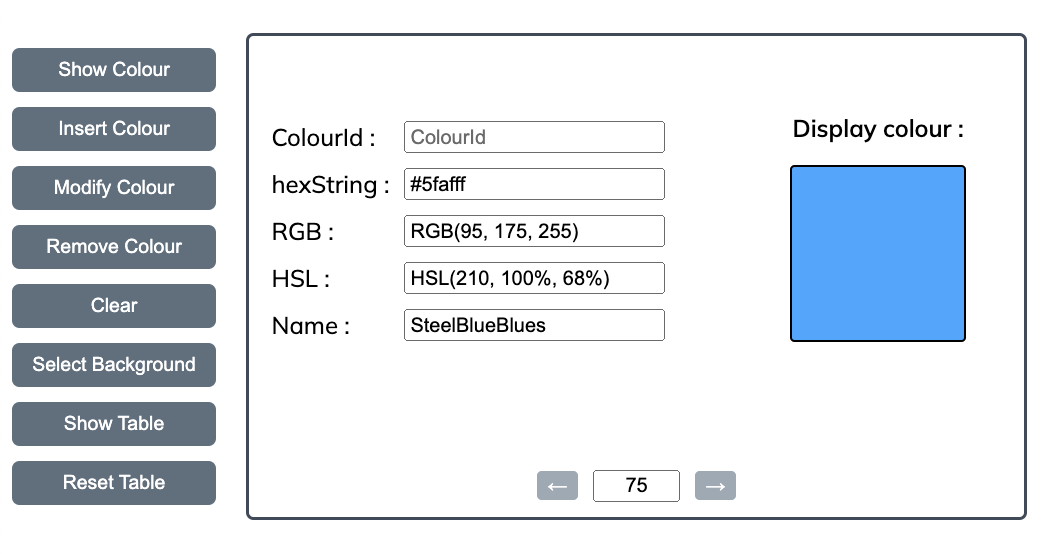 Show Colour
Insert Colour
Modify Colour
Remove Colour
Clear
Select Background
Show Table
Reset Table
ColourId : ColourId
hexString : #5fafff
RGB : RGB(95, 175, 255)
HSL : HSL(210, 100%, 68%)
Name : SteelBlueBlues
Display colour :
← 75 →